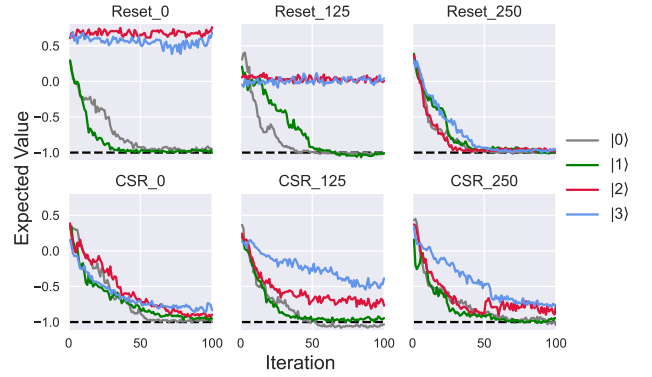 Reset_0 Reset_125 Reset_250
0.5
0.0
−0.5
−1.0
CSR_0 CSR_125 CSR_250
0.5
0.0
−0.5
−1.0
0 50 100 0 50 100 0 50 100
Expected Value
Iteration
|0⟩
|1⟩
|2⟩
|3⟩